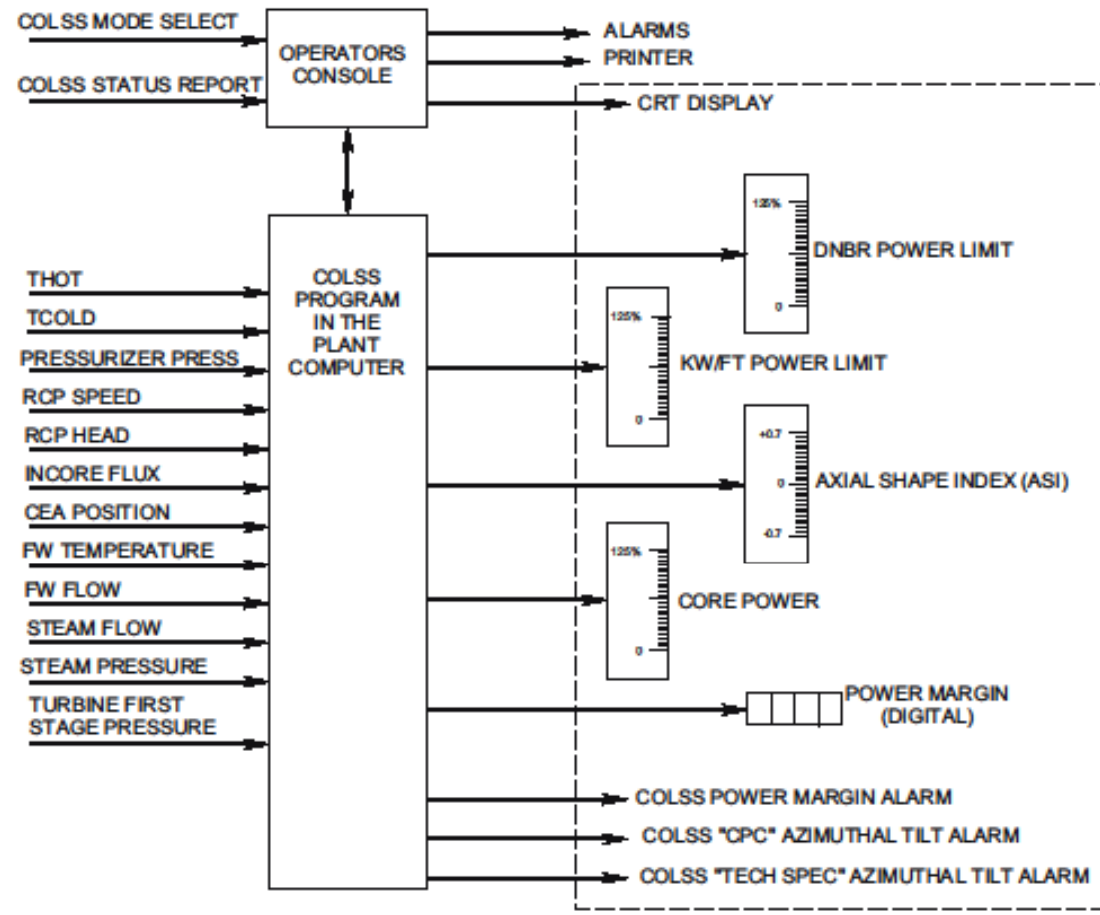 COLSS MODE SELECT
COLSS STATUS REPORT
OPERATORS
CONSOLE
ALARMS
PRINTER
CRT DISPLAY
THOT
TCOLD
PRESSURIZER PRESS
RCP SPEED
RCP HEAD
INCORE FLUX
CEA POSITION
FW TEMPERATURE
FW FLOW
STEAM FLOW
STEAM PRESSURE
TURBINE FIRST
STAGE PRESSURE
COLSS
PROGRAM
IN THE
PLANT
COMPUTER
125%
0
DNBR POWER LIMIT
125%
0
KW/FT POWER LIMIT
+0.7
0
-0.7
AXIAL SHAPE INDEX (ASI)
125%
0
CORE POWER
POWER MARGIN
(DIGITAL)
COLSS POWER MARGIN ALARM
COLSS "CPC" AZIMUTHAL TILT ALARM
COLSS "TECH SPEC" AZIMUTHAL TILT ALARM